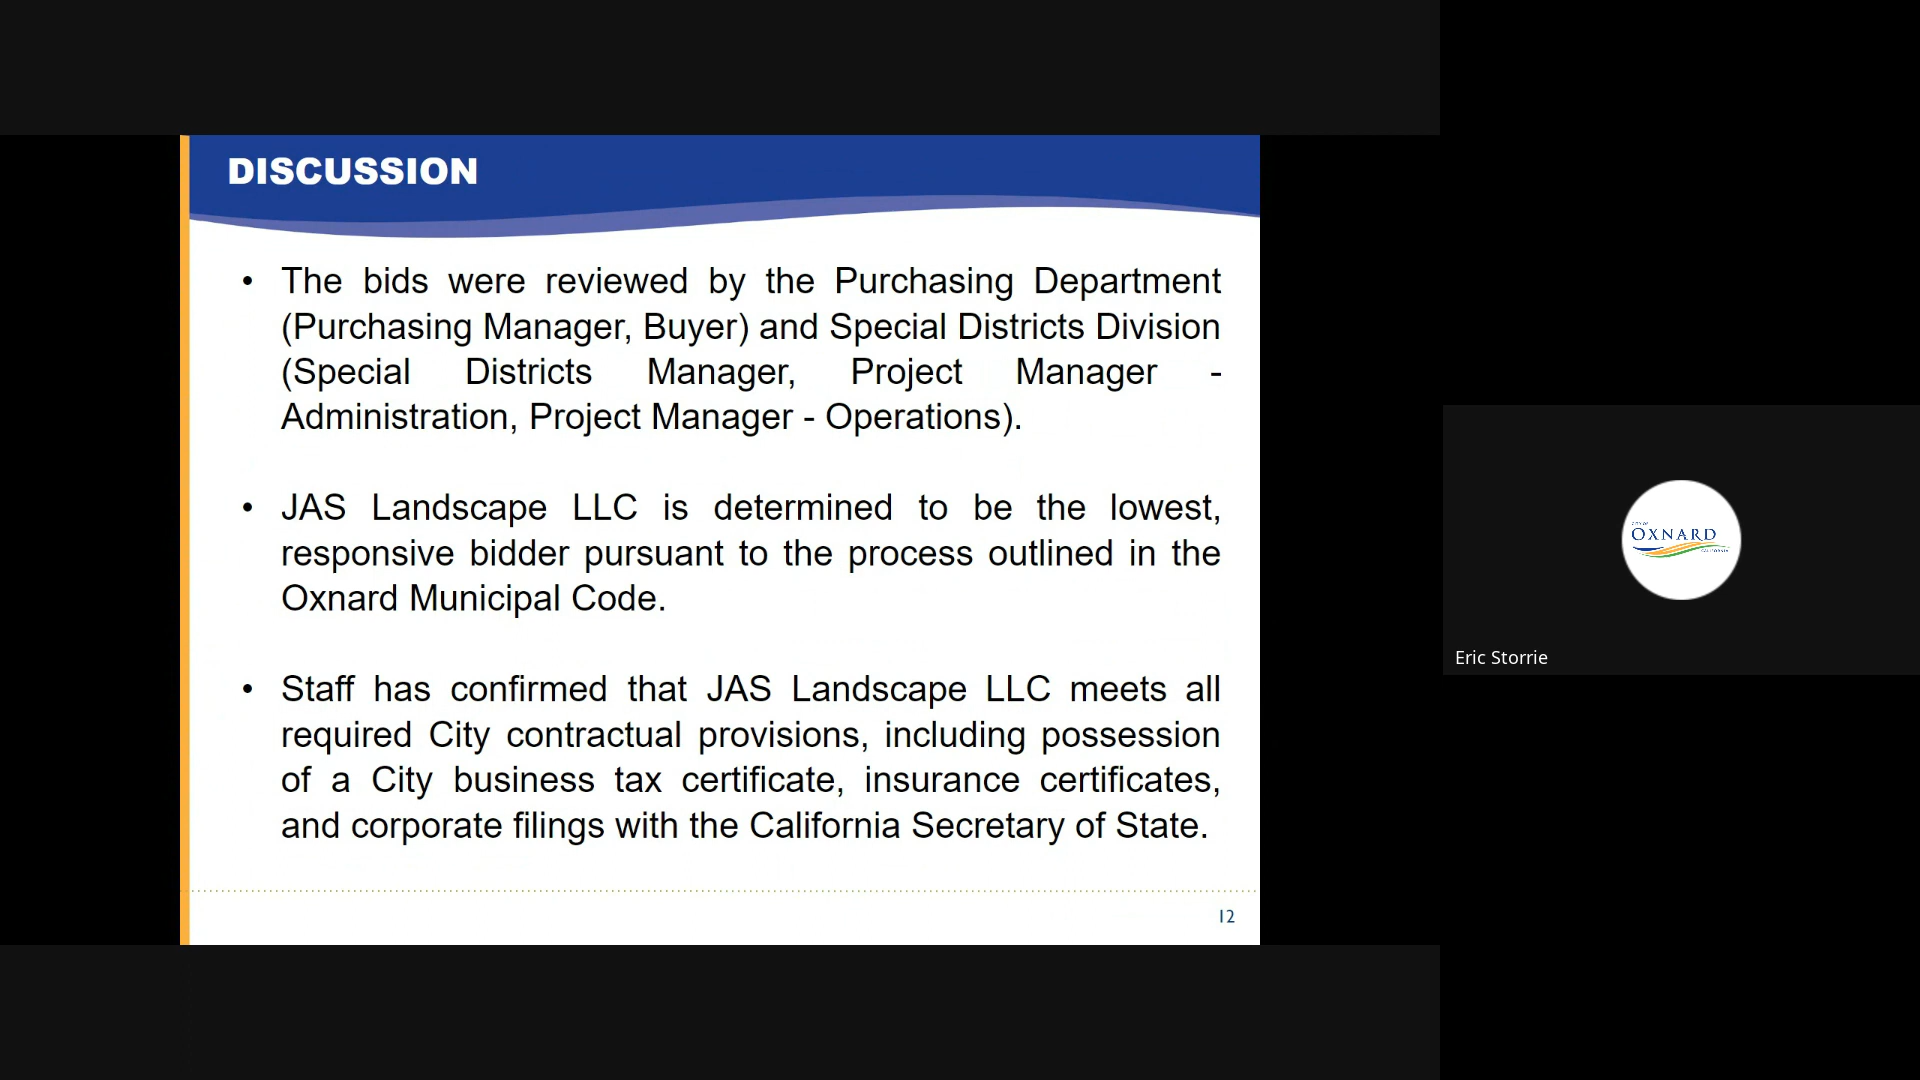 DISCUSSION
• The bids were reviewed by the Purchasing Department
(Purchasing Manager, Buyer) and Special Districts Division
(Special Districts Manager, Project Manager -
Administration, Project Manager - Operations).
• JAS Landscape LLC is determined to be the lowest,
responsive bidder pursuant to the process outlined in the
Oxnard Municipal Code.
• Staff has confirmed that JAS Landscape LLC meets all
required City contractual provisions, including possession
of a City business tax certificate, insurance certificates,
and corporate filings with the California Secretary of State.
12
CITY OF
OXNARD
CALIFORNIA
Eric Storrie